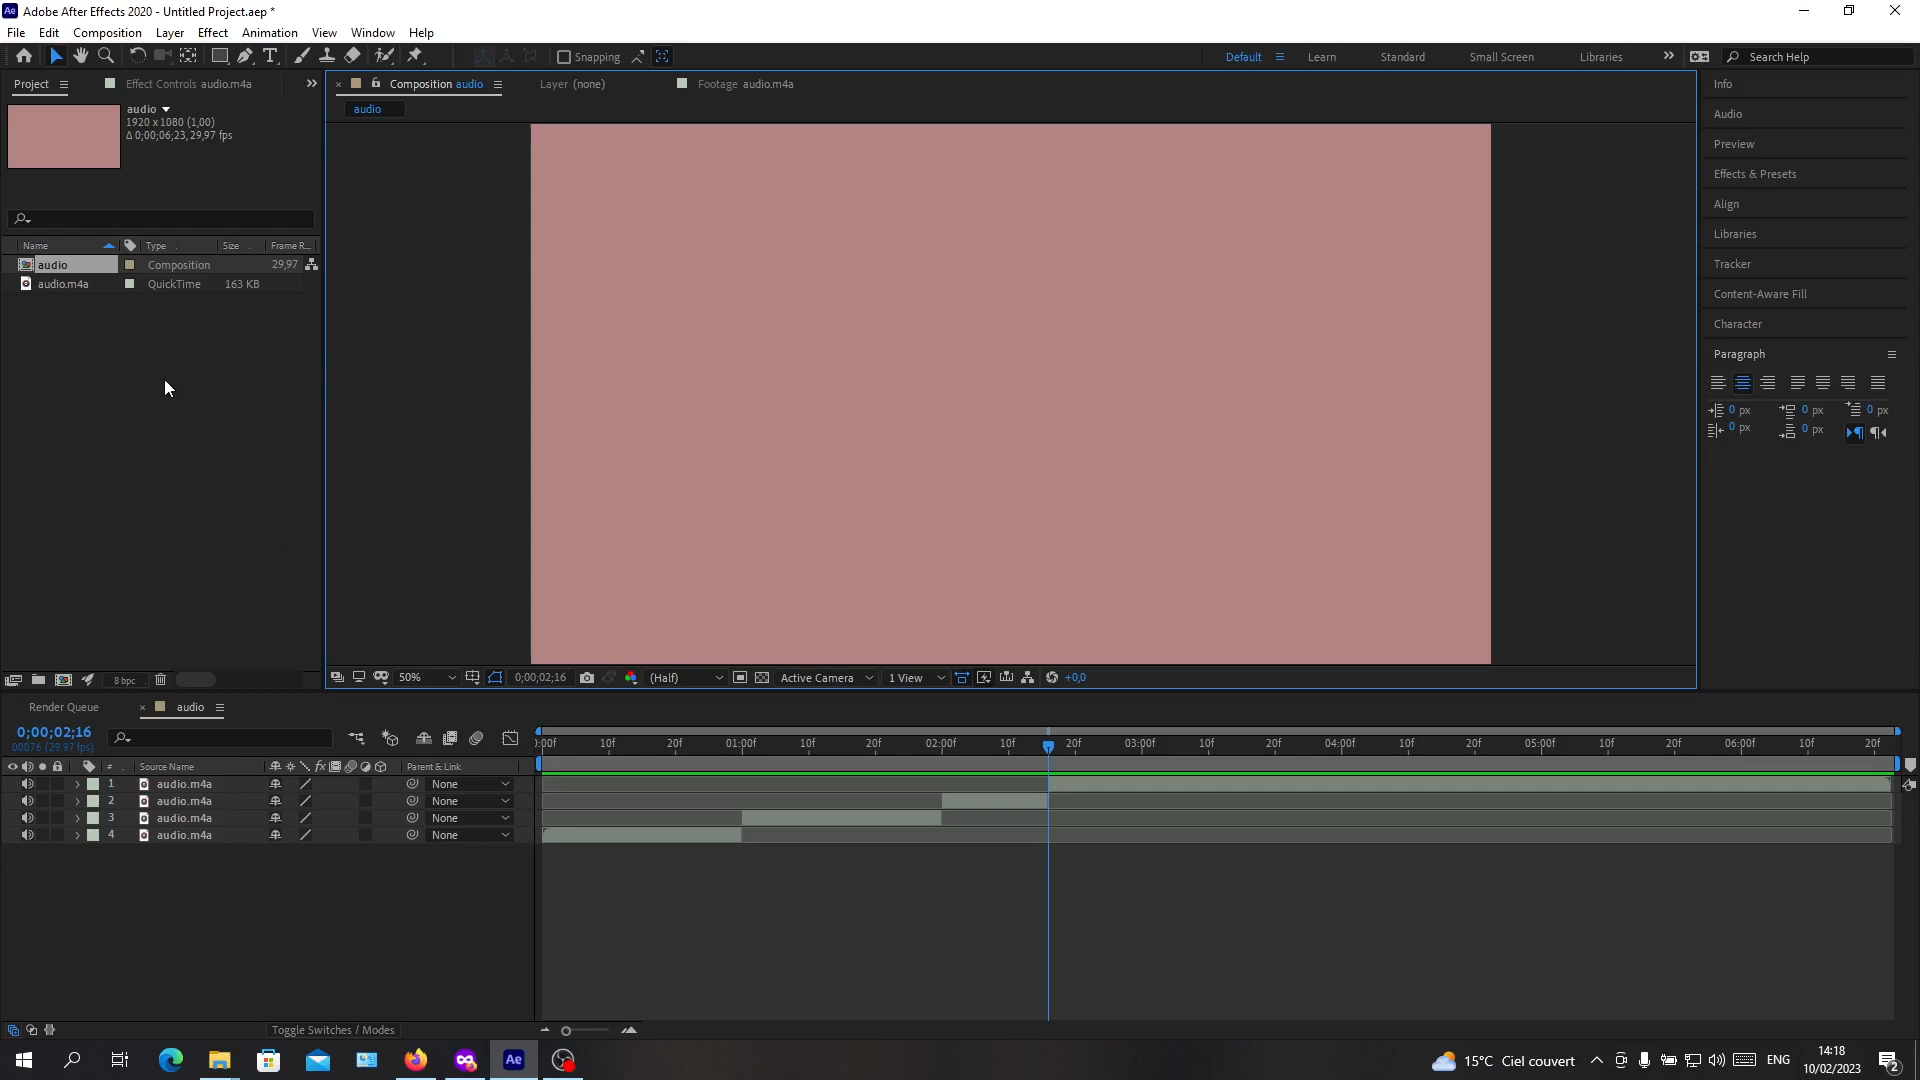 Adobe After Effects 2020 - Untitled Project.aep *
File Edit Composition Layer Effect Animation View Window Help
Snapping Default Learn Standard Small Screen Libraries Search Help
Project Effect Controls audio.m4a Composition audio Layer (none) Footage audio.m4a Info
audio
1920 x 1080 (1,00)
Δ 0;00;06;23, 29,97 fps
audio
Audio
Preview
Effects & Presets
Align
Libraries
Tracker
Content-Aware Fill
Character
Paragraph
0 px 0 px 0 px
0 px 0 px
Name Type Size Frame R...
audio Composition 29,97
audio.m4a QuickTime 163 KB
8 bpc 50% 0;00;02;16 (Half) Active Camera 1 View +0,0
Render Queue audio
0;00;02;16
00076 (29.97 fps)
):00f 10f 20f 01:00f 10f 20f 02:00f 10f 20f 03:00f 10f 20f 04:00f 10f 20f 05:00f 10f 20f 06:00f 10f 20f
# Source Name fx Parent & Link
1 audio.m4a None
2 audio.m4a None
3 audio.m4a None
4 audio.m4a None
Toggle Switches / Modes
Ae 15°C Ciel couvert ENG 14:18
10/02/2023 2